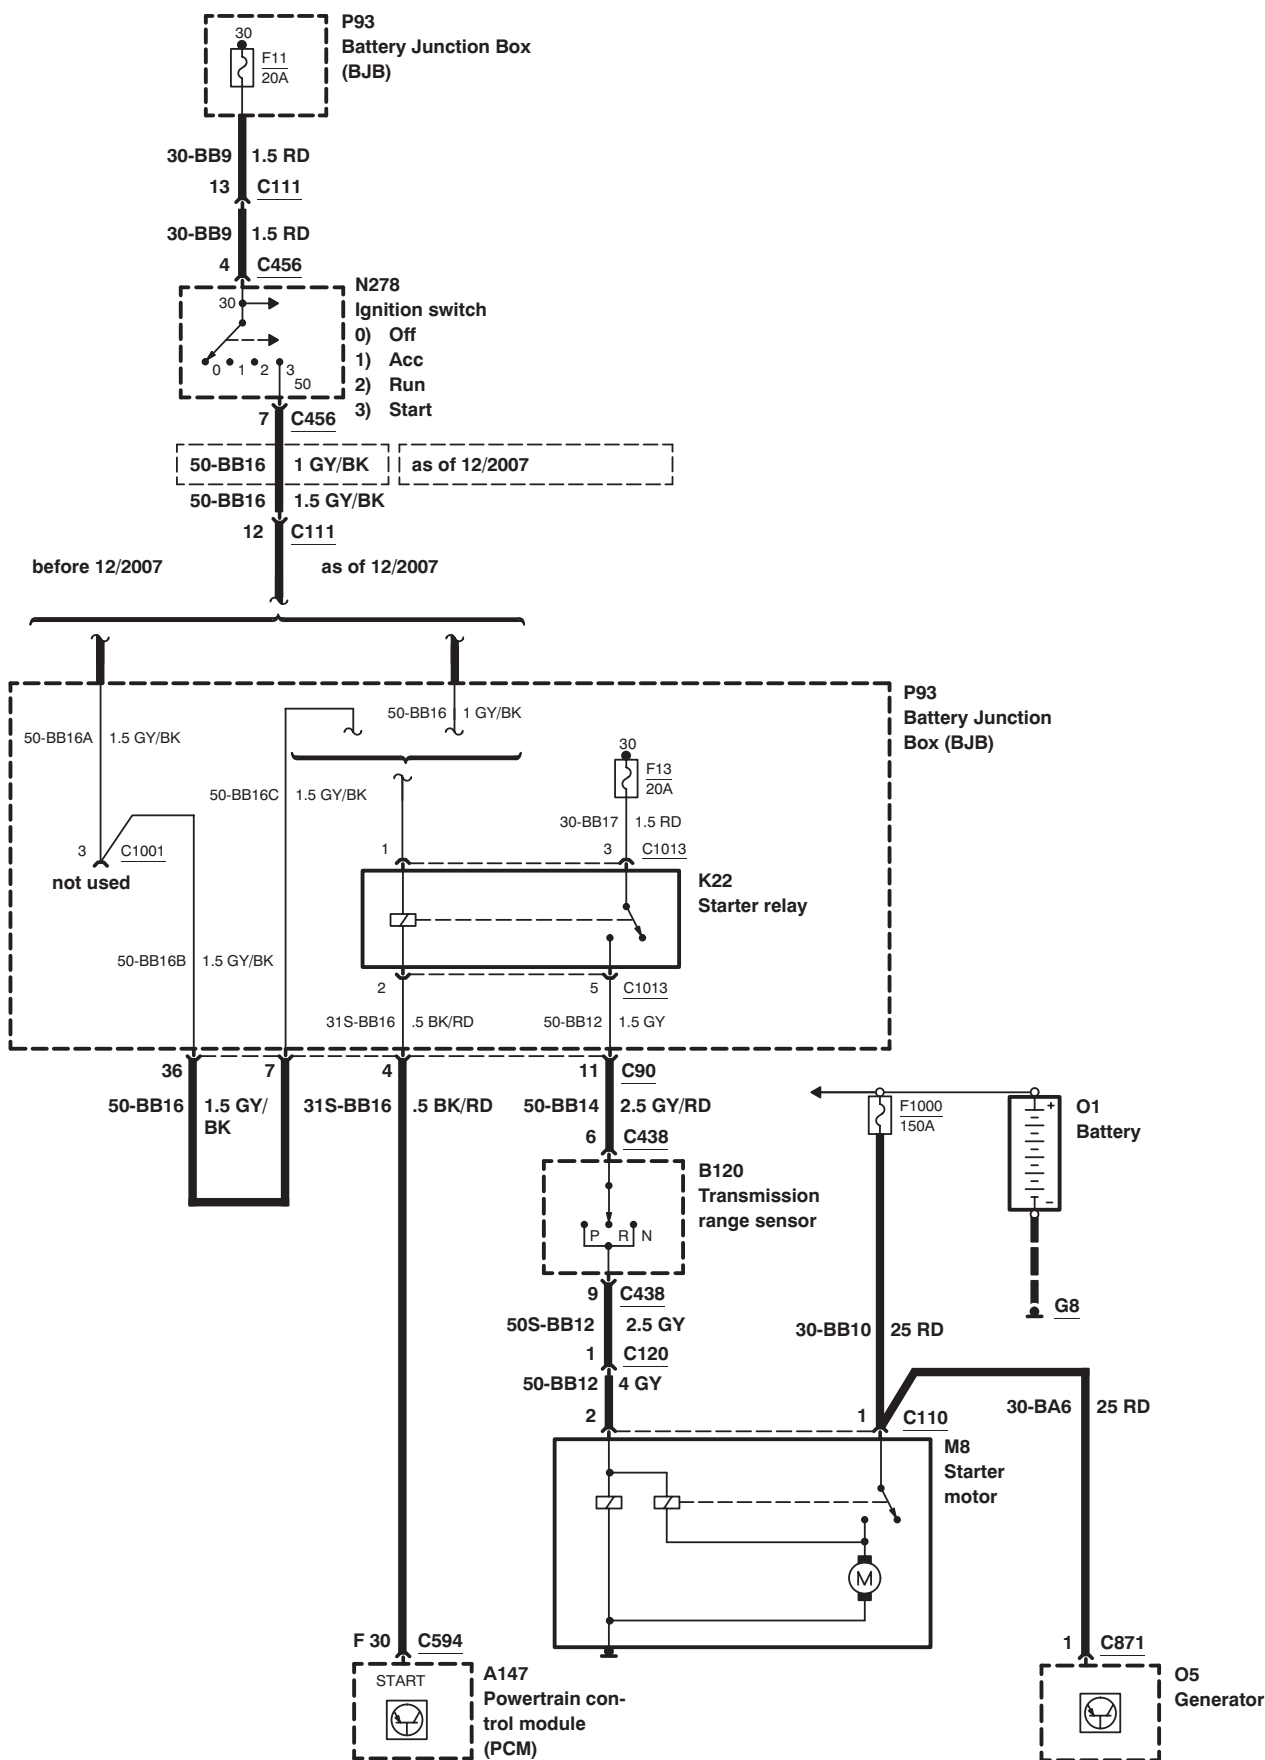 P93
Battery Junction Box
(BJB)
30
F11
20A
30-BB9 1.5 RD
13 C111
30-BB9 1.5 RD
4 C456
N278
Ignition switch
0) Off
1) Acc
2) Run
3) Start
30
0 1 2 3
50
7 C456
50-BB16 1 GY/BK as of 12/2007
50-BB16 1.5 GY/BK
12 C111
before 12/2007 as of 12/2007
P93
Battery Junction
Box (BJB)
50-BB16 1 GY/BK
50-BB16A 1.5 GY/BK
30
F13
20A
50-BB16C 1.5 GY/BK
30-BB17 1.5 RD
3 C1001
not used
1 3 C1013
K22
Starter relay
50-BB16B 1.5 GY/BK
2 5 C1013
31S-BB16 .5 BK/RD 50-BB12 1.5 GY
36 7 4 11 C90
50-BB16 1.5 GY/
BK
31S-BB16 .5 BK/RD 50-BB14 2.5 GY/RD
F1000
150A
+
O1
Battery
–
6 C438
B120
Transmission
range sensor
P R N
9 C438
G8
50S-BB12 2.5 GY
30-BB10 25 RD
1 C120
50-BB12 4 GY
2 1 C110
30-BA6 25 RD
M8
Starter
motor
M
F 30 C594
START
A147
Powertrain con-
trol module
(PCM)
1 C871
O5
Generator